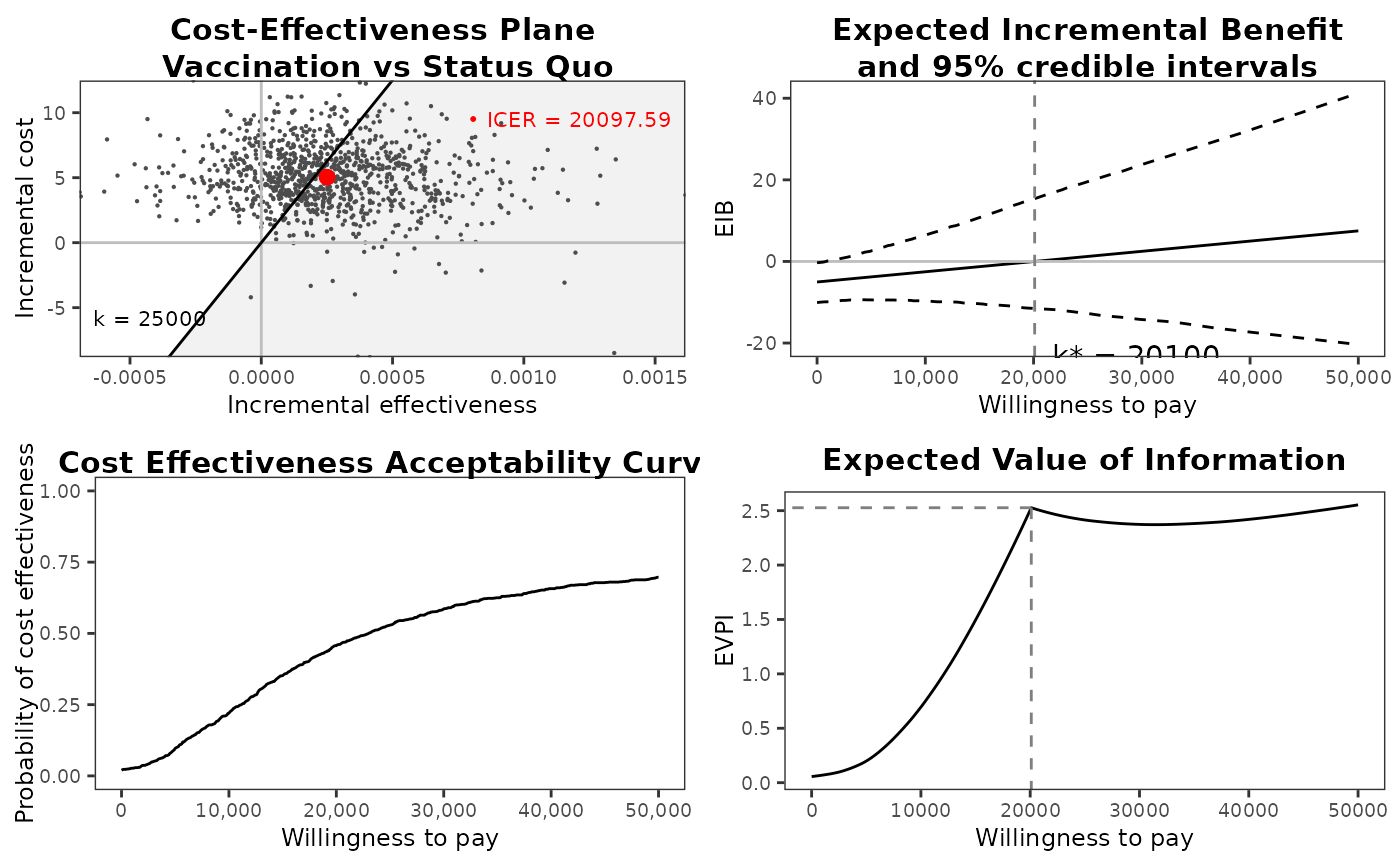 Cost-Effectiveness Plane
Vaccination vs Status Quo
10
5
0
-5
Incremental cost
• ICER = 20097.59
k = 25000
-0.0005 0.0000 0.0005 0.0010 0.0015
Incremental effectiveness
Expected Incremental Benefit
and 95% credible intervals
40
20
0
-20
EIB
k* = 20100
0 10,000 20,000 30,000 40,000 50,000
Willingness to pay
Cost Effectiveness Acceptability Curv
1.00
0.75
0.50
0.25
0.00
Probability of cost effectiveness
0 10,000 20,000 30,000 40,000 50,000
Willingness to pay
Expected Value of Information
2.5
2.0
1.5
1.0
0.5
0.0
EVPI
0 10000 20000 30000 40000 50000
Willingness to pay